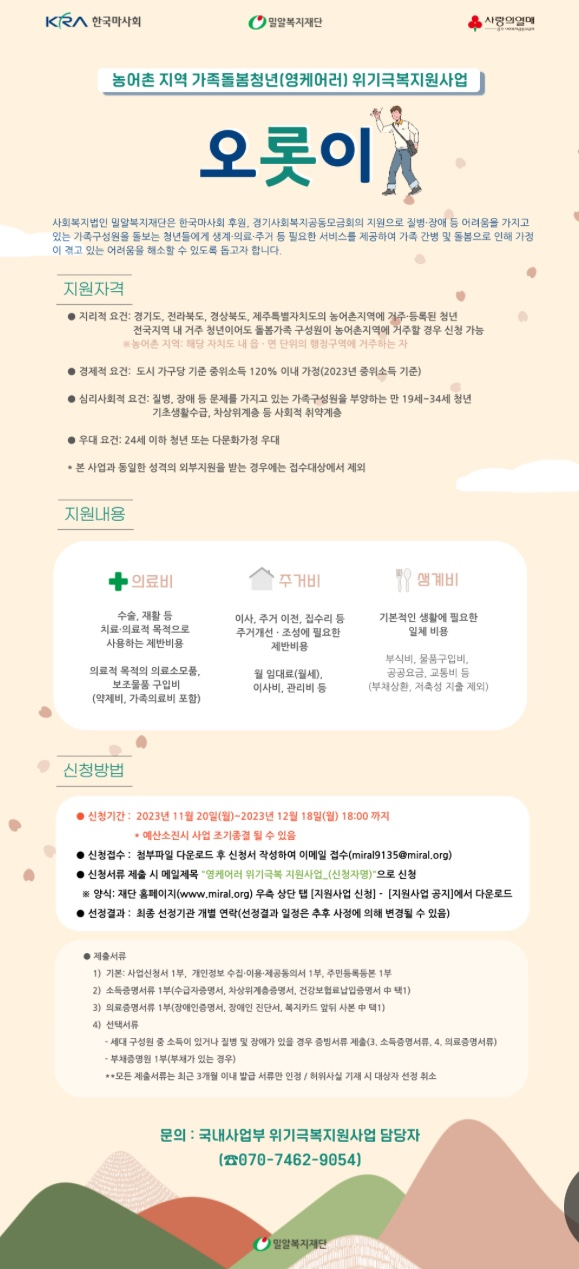 KRA 한국마사회
밀알복지재단
사랑의열매
농어촌 지역 가족돌봄청년(영케어러) 위기극복지원사업
오롯이
사회복지법인 밀알복지재단은 한국마사회 후원, 경기사회복지공동모금회의 지원으로 질병·장애 등 어려움을 가지고
있는 가족구성원을 돌보는 청년들에게 생계·의료·주거 등 필요한 서비스를 제공하여 가족 간병 및 돌봄으로 인해 가정
이 겪고 있는 어려움을 해소할 수 있도록 돕고자 합니다.
지원자격
● 지리적 요건: 경기도, 전라북도, 경상북도, 제주특별자치도의 농어촌지역에 거주·등록된 청년
전국지역 내 거주 청년이어도 돌봄가족 구성원이 농어촌지역에 거주할 경우 신청 가능
※농어촌 지역: 해당 자치도 내 읍·면 단위의 행정구역에 거주하는 자
● 경제적 요건: 도시 가구당 기준 중위소득 120% 이내 가정(2023년 중위소득 기준)
● 심리사회적 요건: 질병, 장애 등 문제를 가지고 있는 가족구성원을 부양하는 만 19세-34세 청년
기초생활수급, 차상위계층 등 사회적 취약계층
● 우대 요건: 24세 이하 청년 또는 다문화가정 우대
* 본 사업과 동일한 성격의 외부지원을 받는 경우에는 접수대상에서 제외
지원내용
의료비
수술, 재활 등
치료·의료적 목적으로
사용하는 제반비용
의료적 목적의 의료소모품,
보조물품 구입비
(약제비, 가족의료비 포함)
주거비
이사, 주거 이전, 집수리 등
주거개선·조성에 필요한
제반비용
월 임대료(월세),
이사비, 관리비 등
생계비
기본적인 생활에 필요한
일체 비용
부식비, 물품구입비,
공공요금, 교통비 등
(부채상환, 저축성 지출 제외)
신청방법
● 신청기간 : 2023년 11월 20일(월)~2023년 12월 18일(월) 18:00 까지
* 예산소진시 사업 조기종결 될 수 있음
● 신청접수 : 첨부파일 다운로드 후 신청서 작성하여 이메일 접수(miral9135@miral.org)
● 신청서류 제출 시 메일제목 "영케어러 위기극복 지원사업_(신청자명)"으로 신청
※ 양식: 재단 홈페이지(www.miral.org) 우측 상단 탭 [지원사업 신청] - [지원사업 공지]에서 다운로드
● 선정결과 : 최종 선정기관 개별 연락(선정결과 일정은 추후 사정에 의해 변경될 수 있음)
● 제출서류
1) 기본: 사업신청서 1부, 개인정보 수집·이용·제공동의서 1부, 주민등록등본 1부
2) 소득증명서류 1부(수급자증명서, 차상위계층증명서, 건강보험료납입증명서 中 택1)
3) 의료증명서류 1부(장애인증명서, 장애인 진단서, 복지카드 앞뒤 사본 中 택1)
4) 선택서류
- 세대 구성원 중 소득이 있거나 질병 및 장애가 있을 경우 증빙서류 제출(3. 소득증명서류, 4. 의료증명서류)
- 부채증명원 1부(부채가 있는 경우)
**모든 제출서류는 최근 3개월 이내 발급 서류만 인정 / 허위사실 기재 시 대상자 선정 취소
문의 : 국내사업부 위기극복지원사업 담당자
(☎070-7462-9054)
밀알복지재단